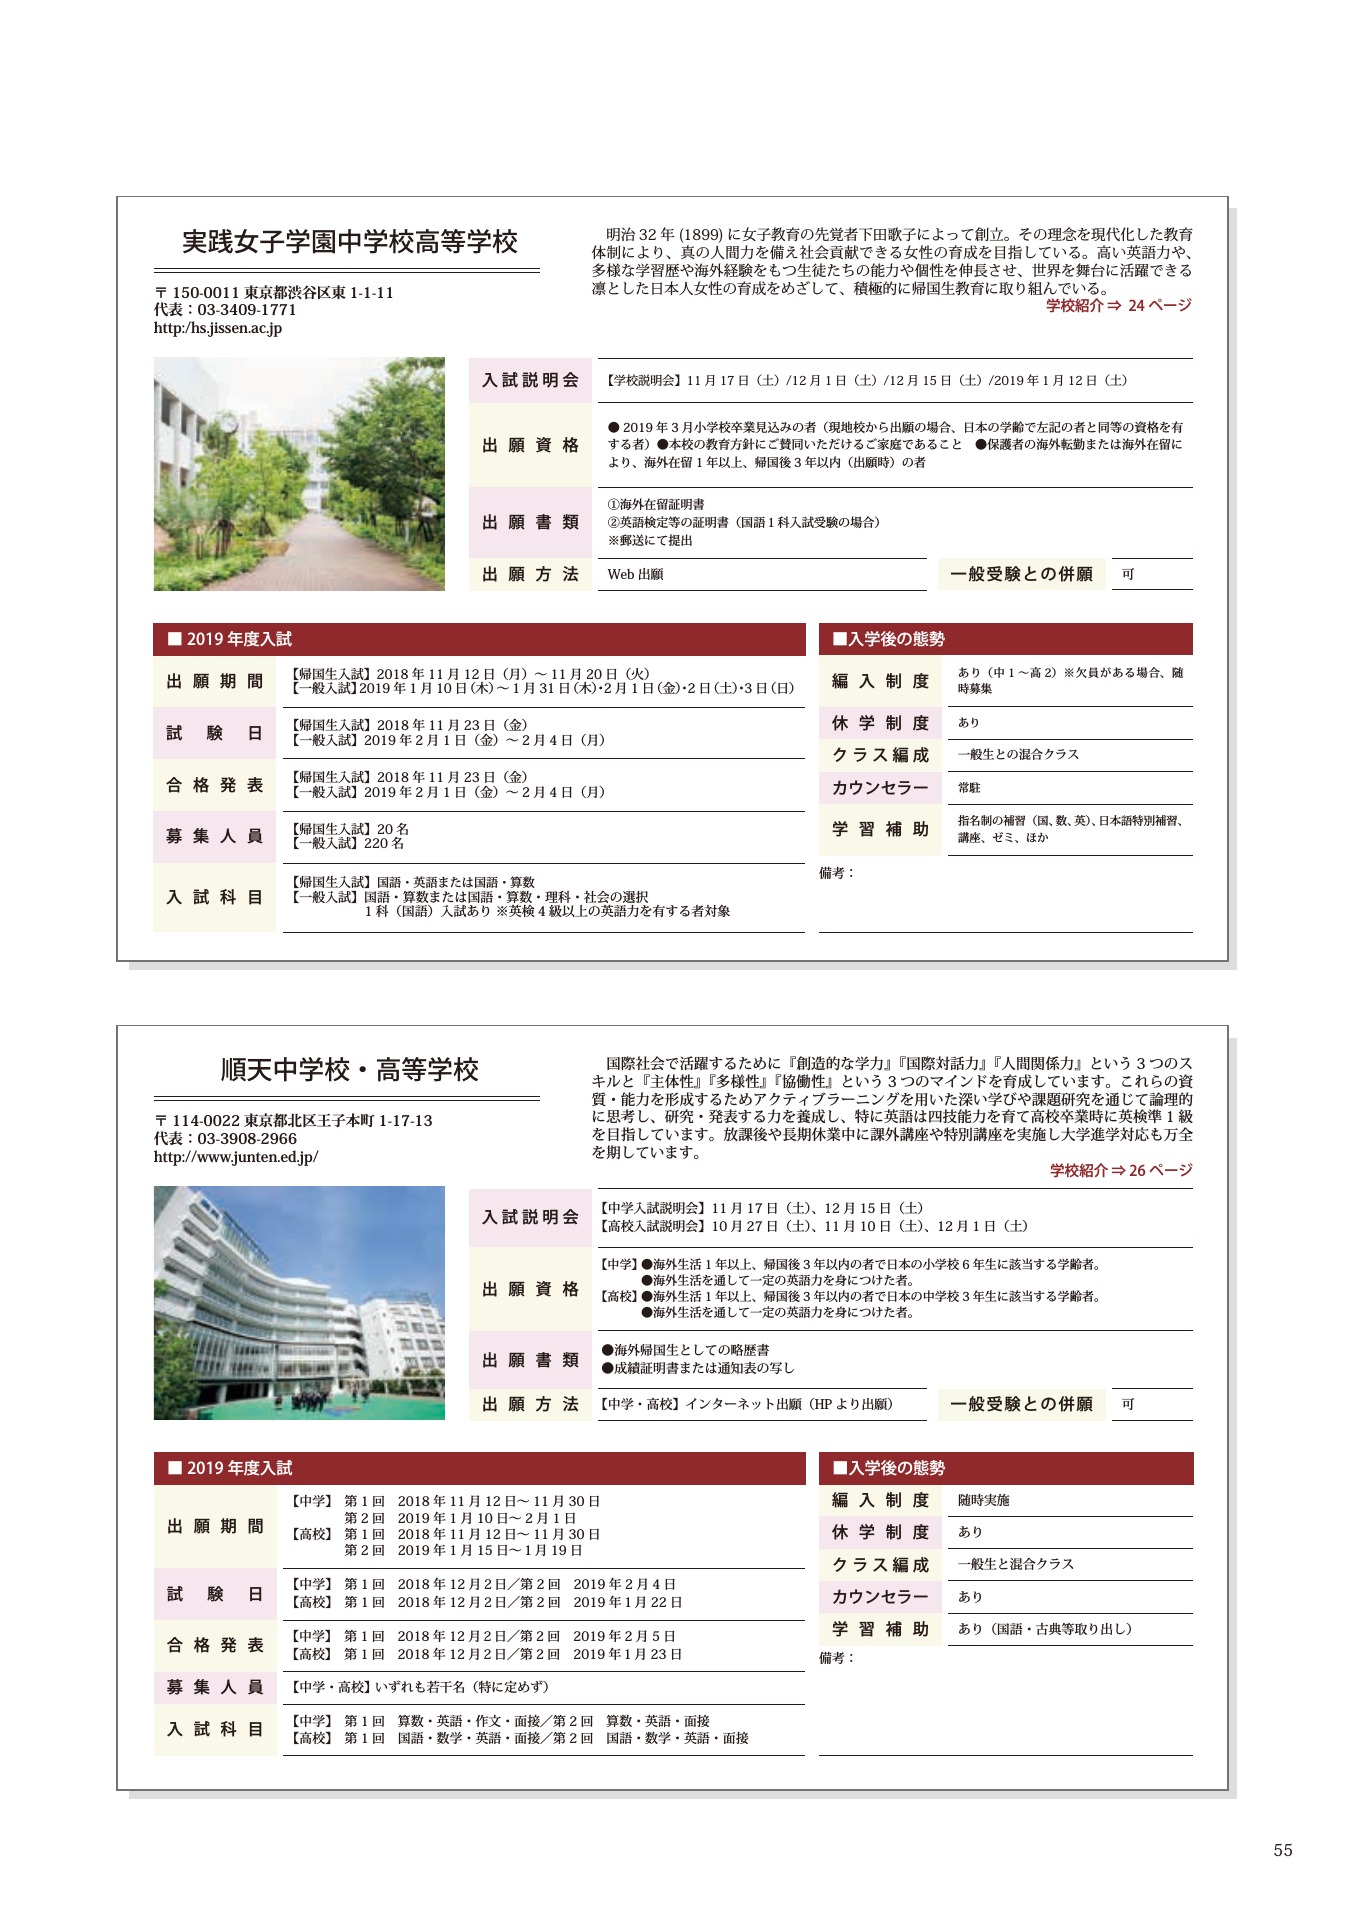 実践女子学園中学校高等学校
〒 150-0011 東京都渋谷区東 1-1-11
代表：03-3409-1771
http:/hs.jissen.ac.jp
明治 32 年 (1899) に女子教育の先覚者下田歌子によって創立。その理念を現代化した教育
体制により、真の人間力を備え社会貢献できる女性の育成を目指している。高い英語力や、
多様な学習歴や海外経験をもつ生徒たちの能力や個性を伸長させ、世界を舞台に活躍できる
凛とした日本人女性の育成をめざして、積極的に帰国生教育に取り組んでいる。
学校紹介 ⇒ 24 ページ
入試説明会
【学校説明会】11 月 17 日（土）/12 月 1 日（土）/12 月 15 日（土）/2019 年 1 月 12 日（土）
出願資格
● 2019 年 3 月小学校卒業見込みの者（現地校から出願の場合、日本の学齢で左記の者と同等の資格を有
する者）●本校の教育方針にご賛同いただけるご家庭であること　●保護者の海外転勤または海外在留に
より、海外在留 1 年以上、帰国後 3 年以内（出願時）の者
出願書類
①海外在留証明書
②英語検定等の証明書（国語 1 科入試受験の場合）
※郵送にて提出
出願方法
Web 出願
一般受験との併願
可
■ 2019 年度入試
出願期間
【帰国生入試】2018 年 11 月 12 日（月）～ 11 月 20 日（火）
【一般入試】2019 年 1 月 10 日（木）～ 1 月 31 日（木）・2 月 1 日（金）・2 日（土）・3 日（日）
試験日
【帰国生入試】2018 年 11 月 23 日（金）
【一般入試】2019 年 2 月 1 日（金）～ 2 月 4 日（月）
合格発表
【帰国生入試】2018 年 11 月 23 日（金）
【一般入試】2019 年 2 月 1 日（金）～ 2 月 4 日（月）
募集人員
【帰国生入試】20 名
【一般入試】220 名
入試科目
【帰国生入試】国語・英語または国語・算数
【一般入試】国語・算数または国語・算数・理科・社会の選択
1 科（国語）入試あり ※英検 4 級以上の英語力を有する者対象
■入学後の態勢
編入制度
あり（中 1 ～高 2）※欠員がある場合、随
時募集
休学制度
あり
クラス編成
一般生との混合クラス
カウンセラー
常駐
学習補助
指名制の補習（国、数、英）、日本語特別補習、
講座、ゼミ、ほか
備考：
順天中学校・高等学校
〒 114-0022 東京都北区王子本町 1-17-13
代表：03-3908-2966
http://www.junten.ed.jp/
国際社会で活躍するために『創造的な学力』『国際対話力』『人間関係力』という 3 つのス
キルと『主体性』『多様性』『協働性』という 3 つのマインドを育成しています。これらの資
質・能力を形成するためアクティブラーニングを用いた深い学びや課題研究を通じて論理的
に思考し、研究・発表する力を養成し、特に英語は四技能力を育て高校卒業時に英検準 1 級
を目指しています。放課後や長期休業中に課外講座や特別講座を実施し大学進学対応も万全
を期しています。
学校紹介 ⇒ 26 ページ
入試説明会
【中学入試説明会】11 月 17 日（土）、12 月 15 日（土）
【高校入試説明会】10 月 27 日（土）、11 月 10 日（土）、12 月 1 日（土）
出願資格
【中学】●海外生活 1 年以上、帰国後 3 年以内の者で日本の小学校 6 年生に該当する学齢者。
●海外生活を通して一定の英語力を身につけた者。
【高校】●海外生活 1 年以上、帰国後 3 年以内の者で日本の中学校 3 年生に該当する学齢者。
●海外生活を通して一定の英語力を身につけた者。
出願書類
●海外帰国生としての略歴書
●成績証明書または通知表の写し
出願方法
【中学・高校】インターネット出願（HP より出願）
一般受験との併願
可
■ 2019 年度入試
出願期間
【中学】　第 1 回　2018 年 11 月 12 日～ 11 月 30 日
第 2 回　2019 年 1 月 10 日～ 2 月 1 日
【高校】　第 1 回　2018 年 11 月 12 日～ 11 月 30 日
第 2 回　2019 年 1 月 15 日～ 1 月 19 日
試験日
【中学】　第 1 回　2018 年 12 月 2 日／第 2 回　2019 年 2 月 4 日
【高校】　第 1 回　2018 年 12 月 2 日／第 2 回　2019 年 1 月 22 日
合格発表
【中学】　第 1 回　2018 年 12 月 2 日／第 2 回　2019 年 2 月 5 日
【高校】　第 1 回　2018 年 12 月 2 日／第 2 回　2019 年 1 月 23 日
募集人員
【中学・高校】いずれも若干名（特に定めず）
入試科目
【中学】　第 1 回　算数・英語・作文・面接／第 2 回　算数・英語・面接
【高校】　第 1 回　国語・数学・英語・面接／第 2 回　国語・数学・英語・面接
■入学後の態勢
編入制度
随時実施
休学制度
あり
クラス編成
一般生と混合クラス
カウンセラー
あり
学習補助
あり（国語・古典等取り出し）
備考：
55